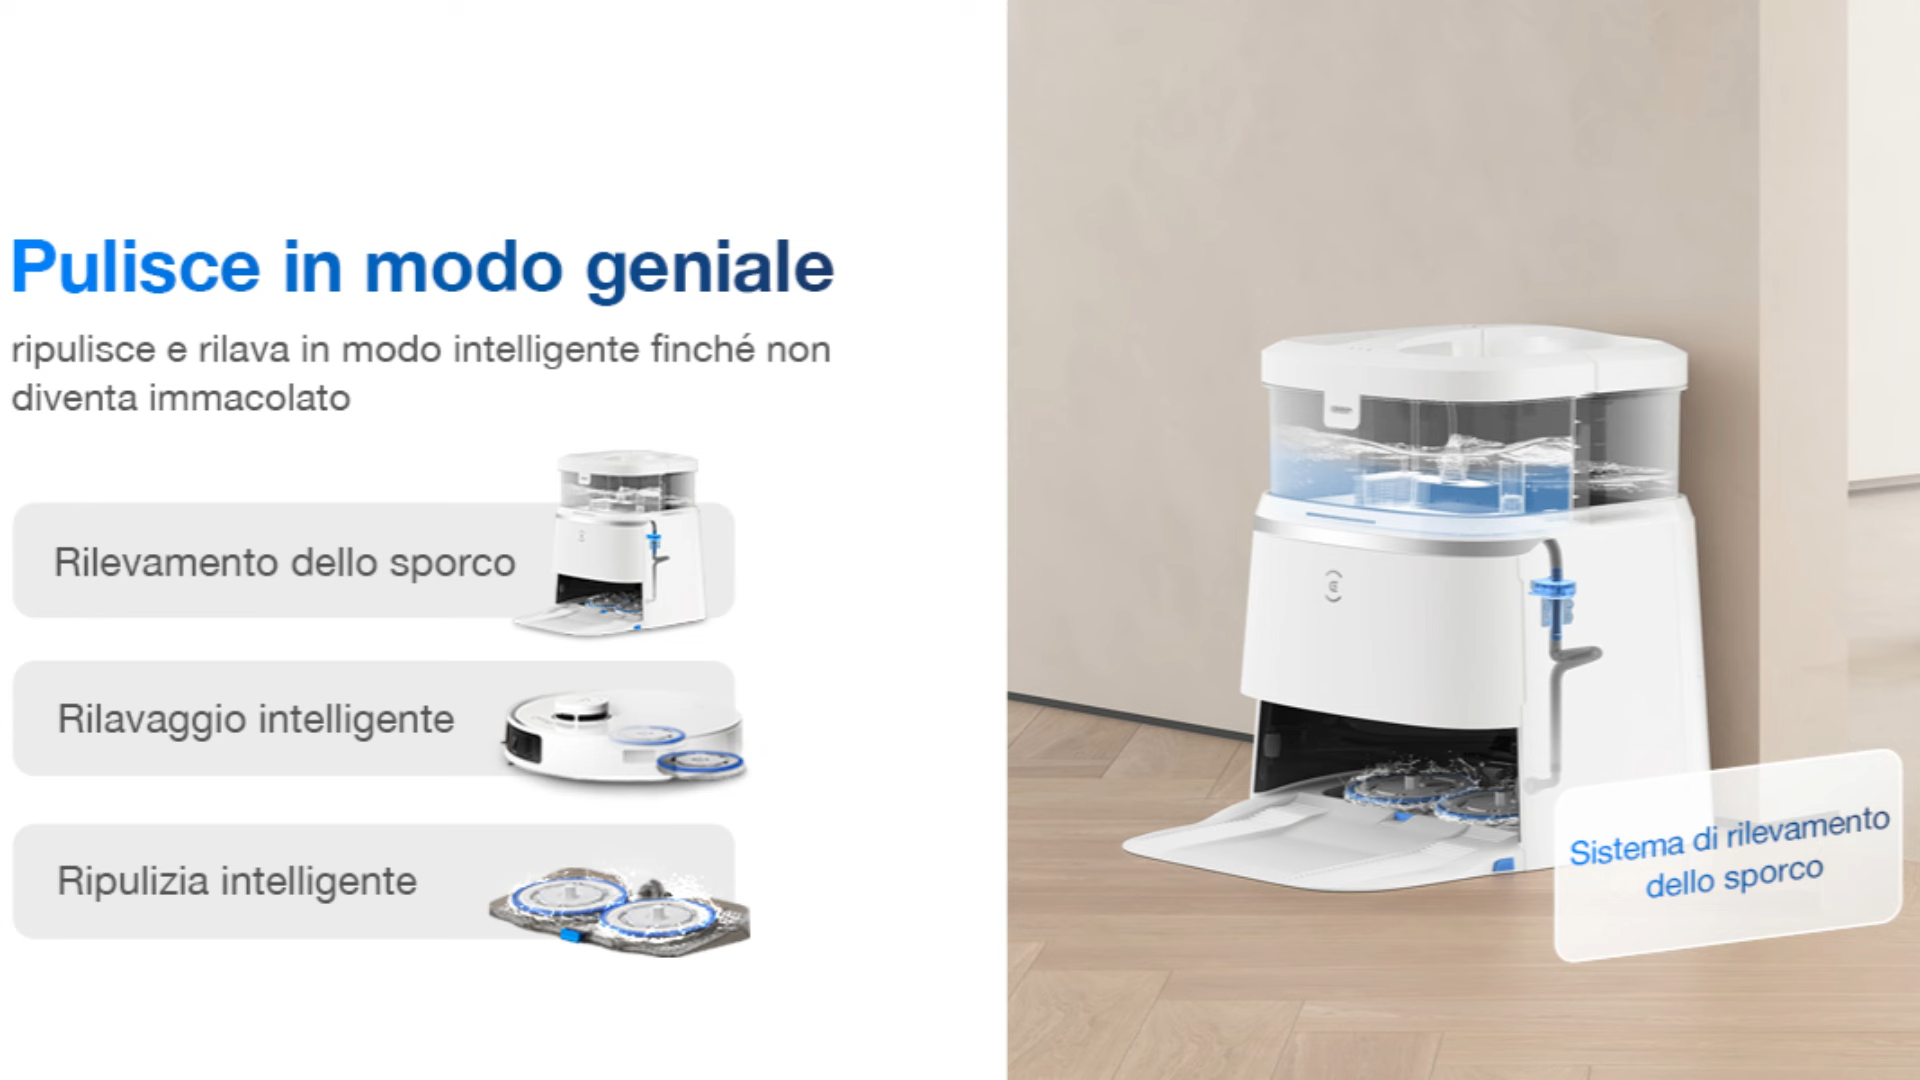 Pulisce in modo geniale
ripulisce e rilava in modo intelligente finché non
diventa immacolato
Rilevamento dello sporco
Rilavaggio intelligente
Ripulizia intelligente
Sistema di rilevamento
dello sporco